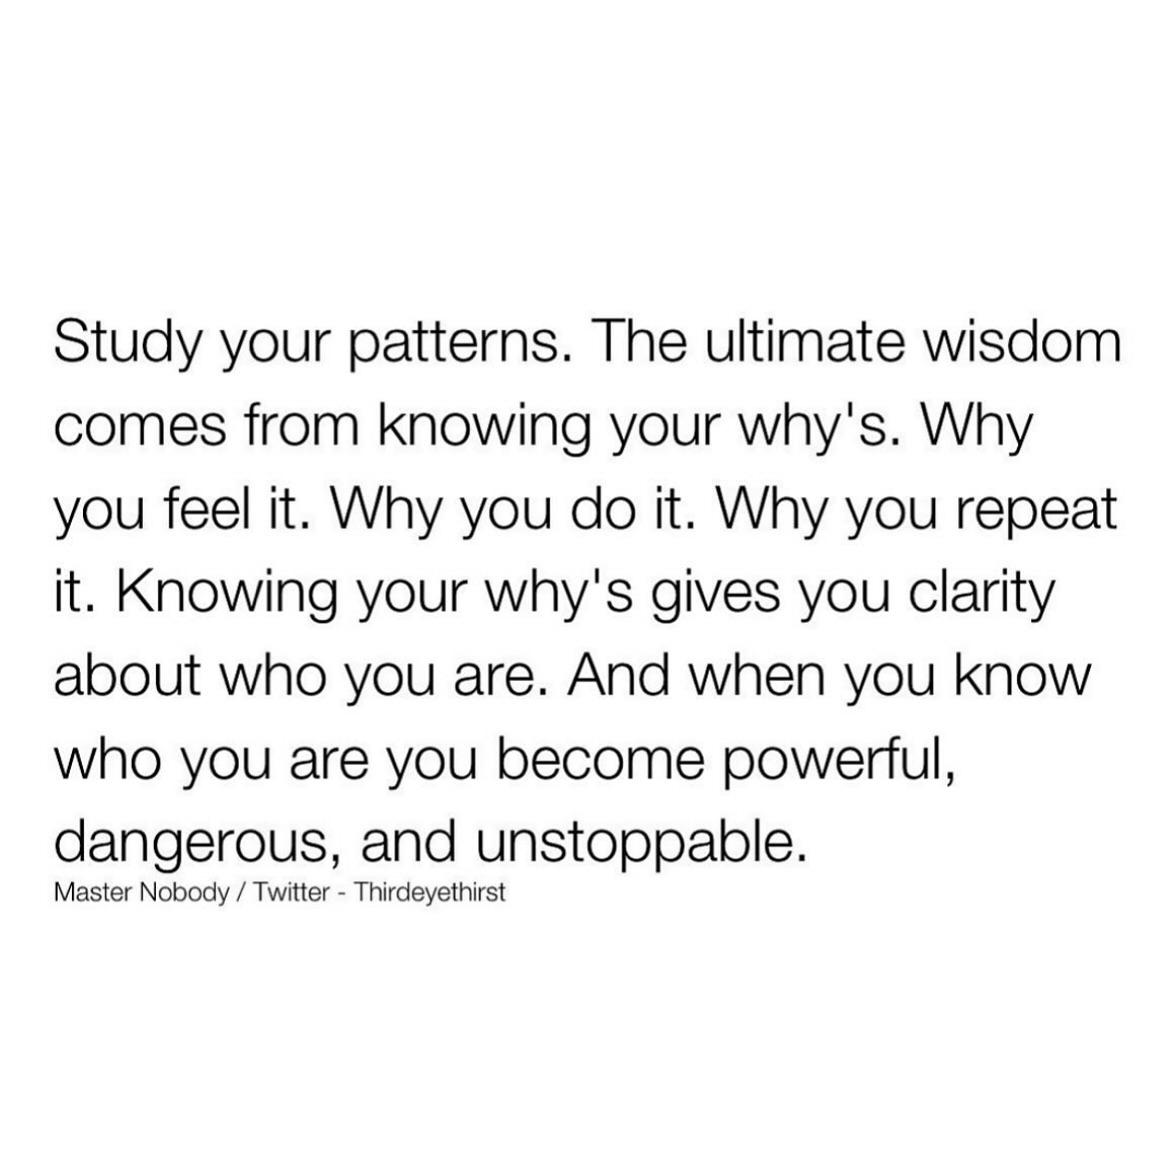 Study your patterns. The ultimate wisdom
comes from knowing your why's. Why
you feel it. Why you do it. Why you repeat
it. Knowing your why's gives you clarity
about who you are. And when you know
who you are you become powerful,
dangerous, and unstoppable.
Master Nobody / Twitter - Thirdeyethirst